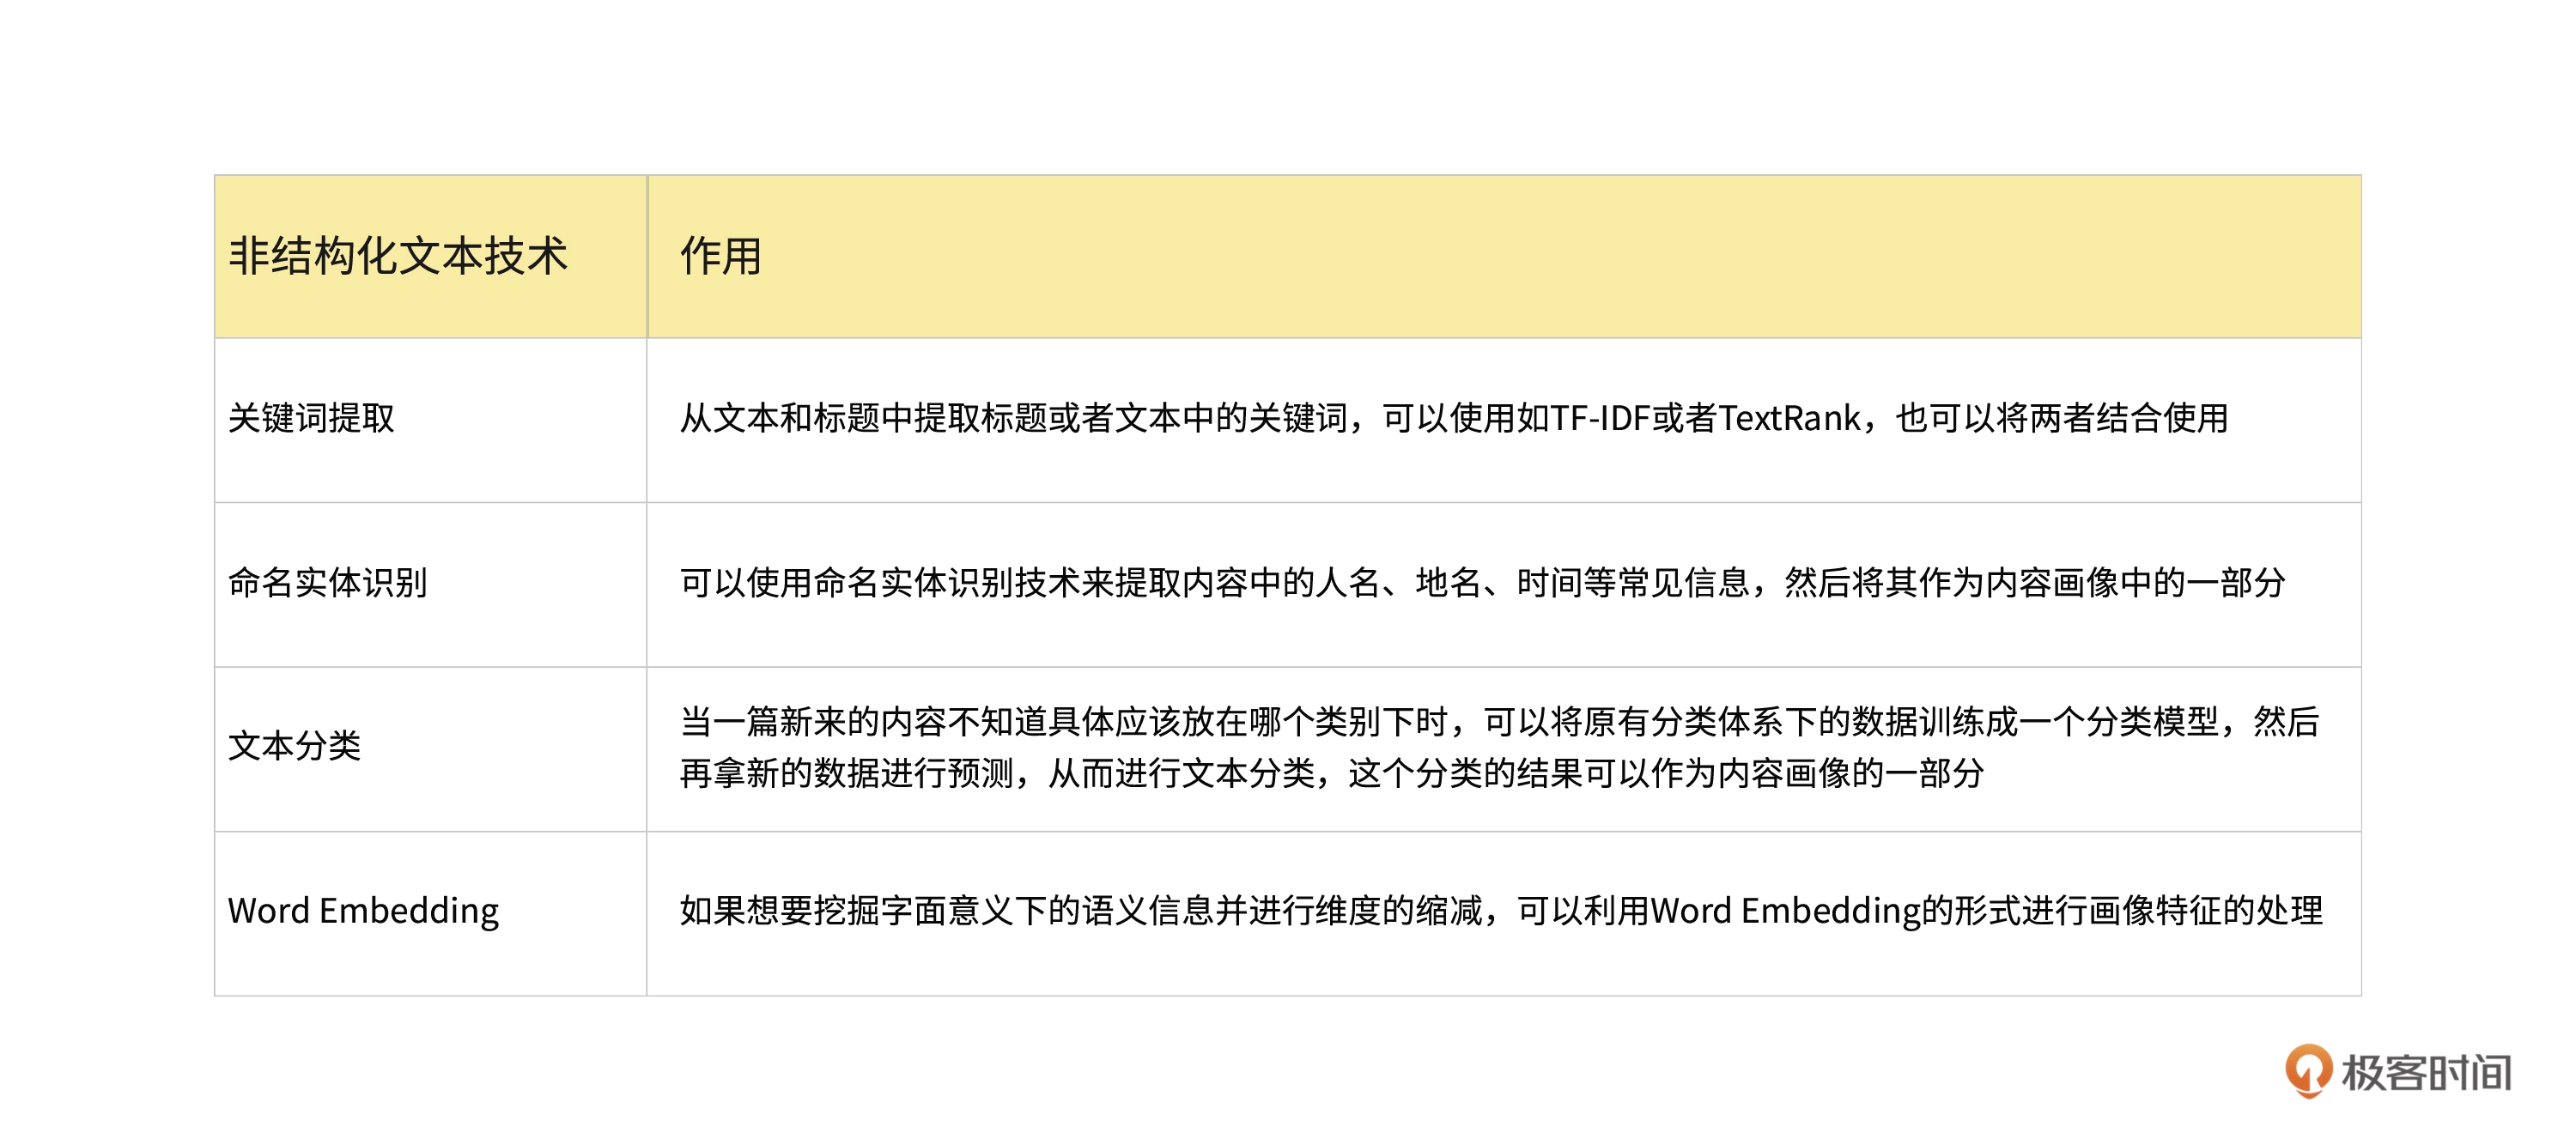 非结构化文本技术
作用
关键词提取
从文本和标题中提取标题或者文本中的关键词，可以使用如TF-IDF或者TextRank，也可以将两者结合使用
命名实体识别
可以使用命名实体识别技术来提取内容中的人名、地名、时间等常见信息，然后将其作为内容画像中的一部分
文本分类
当一篇新来的内容不知道具体应该放在哪个类别下时，可以将原有分类体系下的数据训练成一个分类模型，然后
再拿新的数据进行预测，从而进行文本分类，这个分类的结果可以作为内容画像的一部分
Word Embedding
如果想要挖掘字面意义下的语义信息并进行维度的缩减，可以利用Word Embedding的形式进行画像特征的处理
极客时间